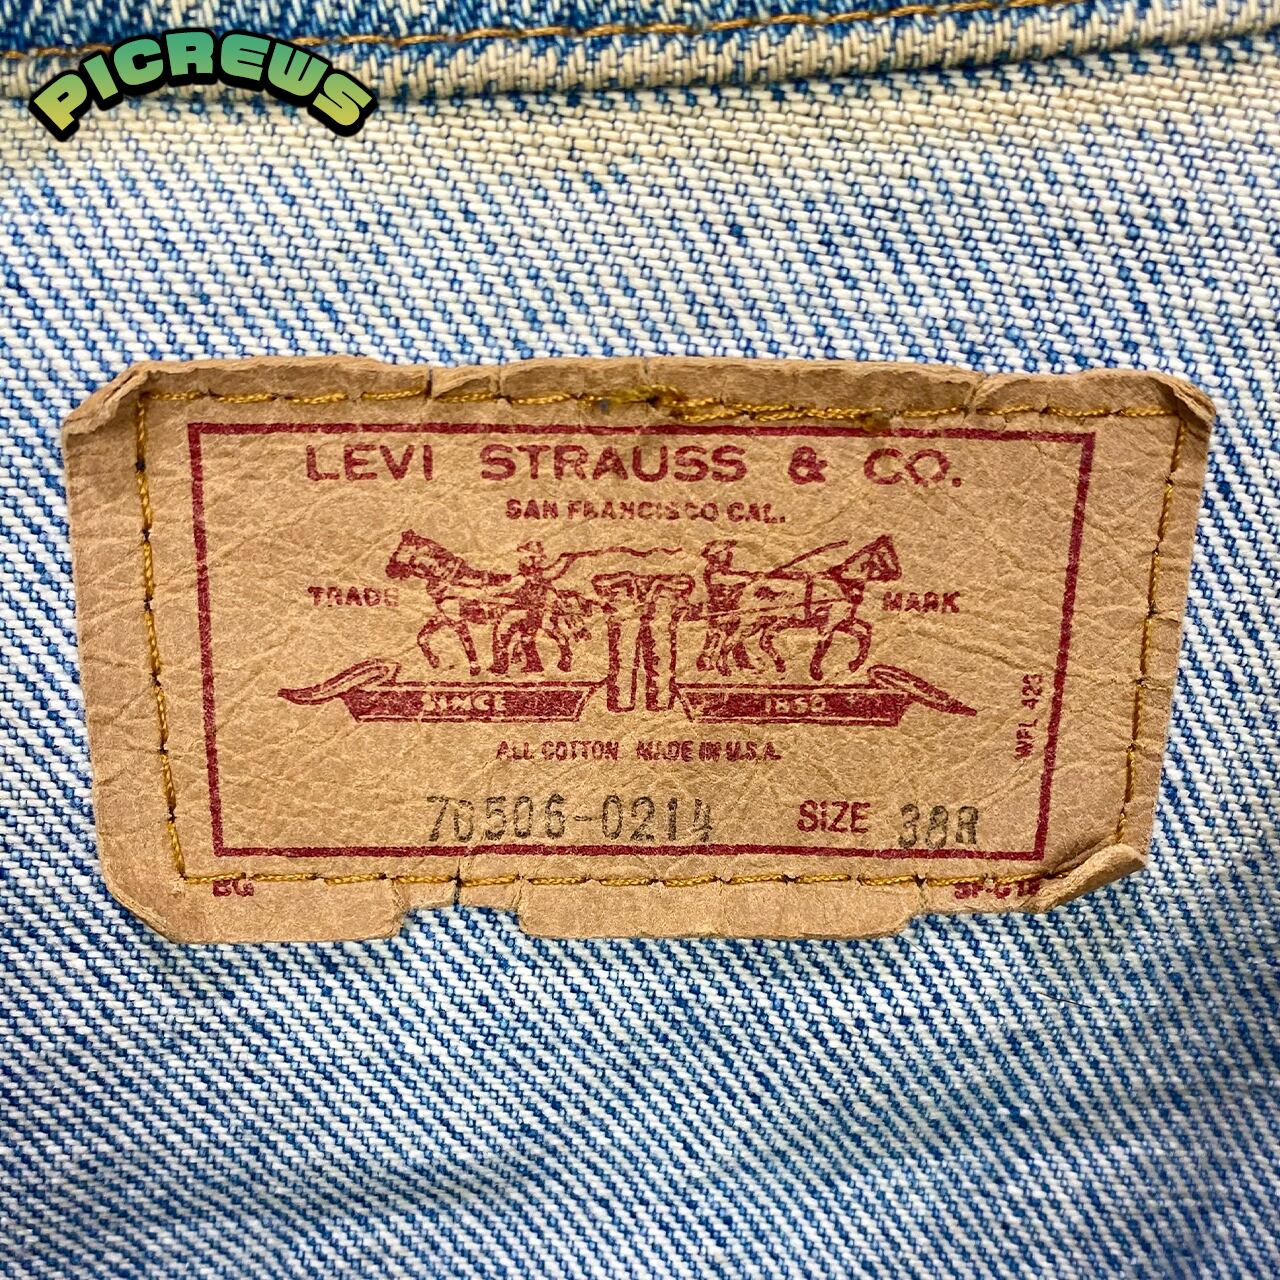 PICREWS
LEVI STRAUSS & CO.
SAN FRANCISCO CAL.
TRADE MARK
SINCE 1850
ALL COTTON MADE IN U.S.A.
WPL 423
70506-0214 SIZE 38R
BG